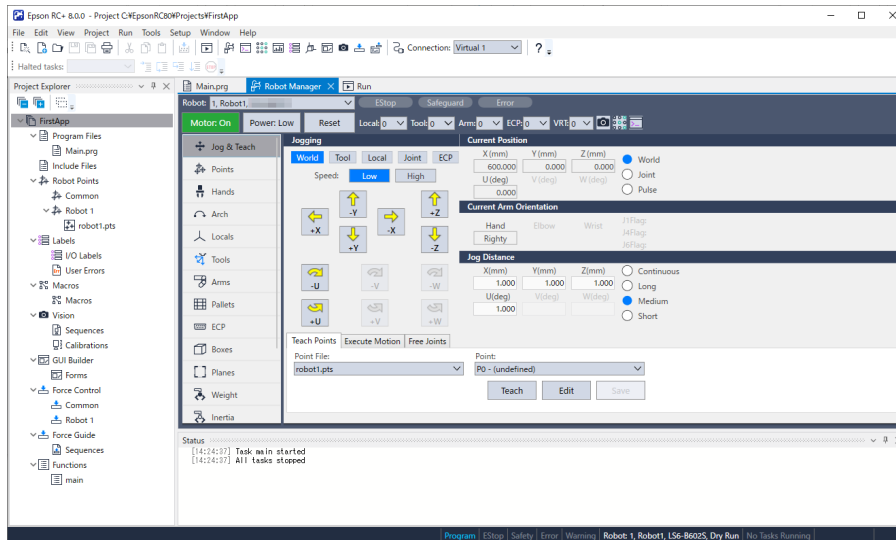 Epson RC+ 8.0.0 - Project C:¥EpsonRC80¥Projects¥FirstApp
File Edit View Project Run Tools Setup Window Help
Connection: Virtual 1 ?
Halted tasks:
Project Explorer
Main.prg Robot Manager Run
Robot: 1, Robot1, EStop Safeguard Error
Motor: On Power: Low Reset Local: 0 Tool: 0 Arm: 0 ECP: 0 VRT: 0
FirstApp
Program Files
Main.prg
Include Files
Robot Points
Common
Robot 1
robot1.pts
Labels
I/O Labels
User Errors
Macros
Macros
Vision
Sequences
Calibrations
GUI Builder
Forms
Force Control
Common
Robot 1
Force Guide
Sequences
Functions
main
Jog & Teach
Points
Hands
Arch
Locals
Tools
Arms
Pallets
ECP
Boxes
Planes
Weight
Inertia
Jogging
World Tool Local Joint ECP
Speed: Low High
-Y +Z
+X -X
+Y -Z
-U -V -W
+U +V +W
Current Position
X (mm) Y (mm) Z (mm)
600.000 0.000 0.000
U (deg) V (deg) W (deg)
0.000
World
Joint
Pulse
Current Arm Orientation
Hand Elbow Wrist
Righty
J1Flag:
J4Flag:
J6Flag:
Jog Distance
X(mm) Y(mm) Z(mm)
1.000 1.000 1.000
U(deg) V(deg) W(deg)
1.000
Continuous
Long
Medium
Short
Teach Points Execute Motion Free Joints
Point File: Point:
robot1.pts P0 - (undefined)
Teach Edit Save
Status
[14:24:37] Task main started
[14:24:37] All tasks stopped
Program EStop Safety Error Warning Robot: 1, Robot1, LS6-B602S, Dry Run No Tasks Running